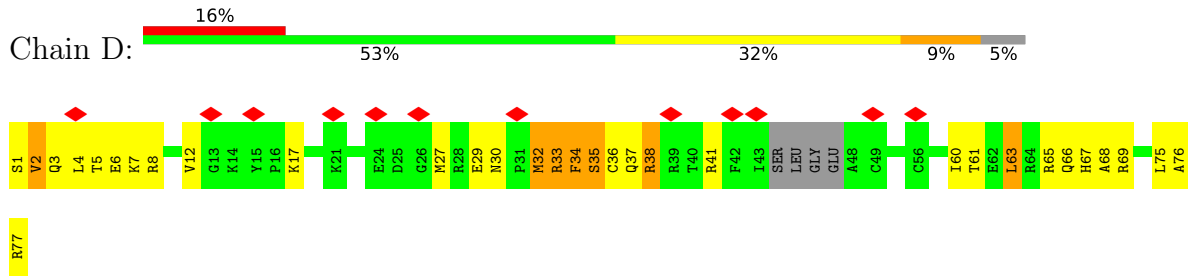 16%
Chain D:
53% 32% 9% 5%
S1 V2 Q3 L4 T5 E6 K7 R8 V12 G13 K14 Y15 P16 K17 K21 E24 D25 G26 M27 R28 E29 N30 P31 M32 R33 F34 S35 C36 Q37 R38 R39 T40 R41 F42 I43 SER LEU GLY GLU A48 C49 C56 I60 T61 E62 L63 R64 R65 Q66 H67 A68 R69 L75 A76
R77